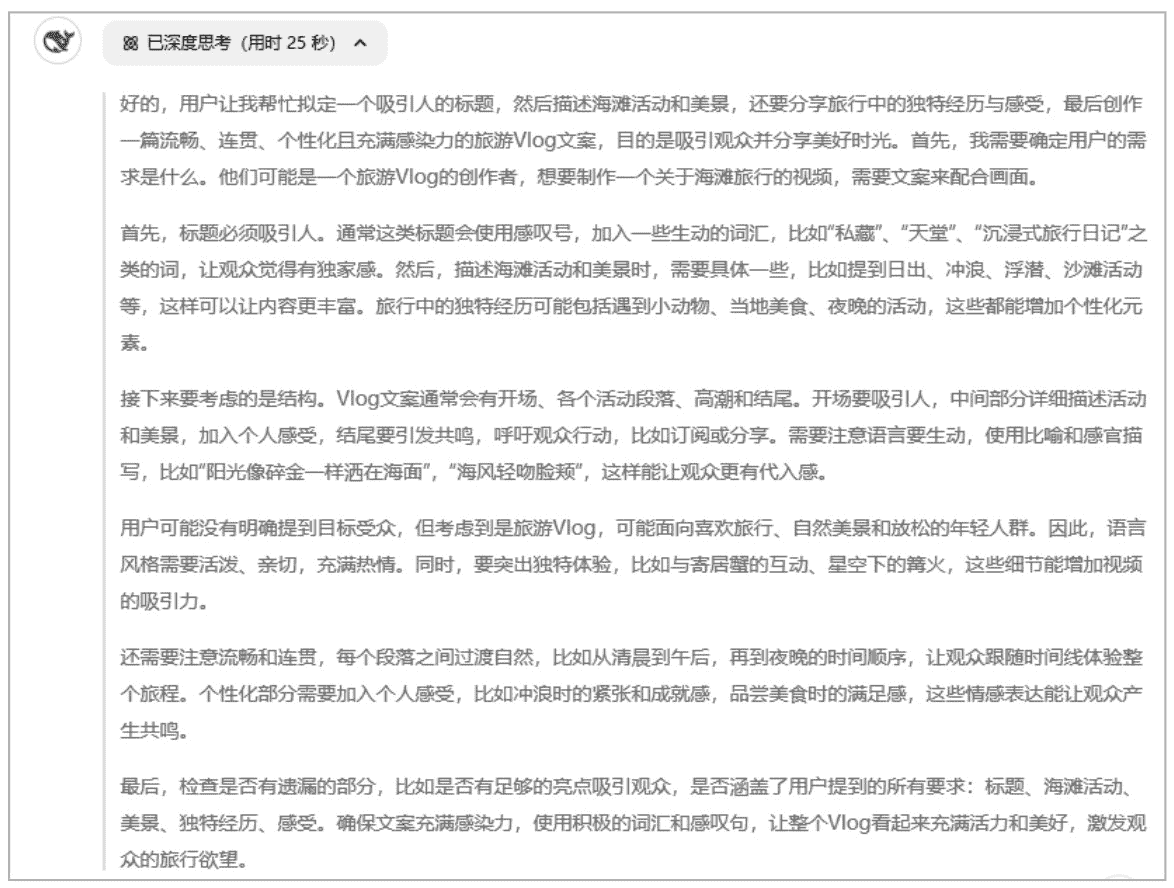 已深度思考（用时 25 秒）
好的，用户让我帮忙拟定一个吸引人的标题，然后描述海滩活动和美景，还要分享旅行中的独特经历与感受，最后创作
一篇流畅、连贯、个性化且充满感染力的旅游Vlog文案，目的是吸引观众并分享美好时光。首先，我需要确定用户的需
求是什么。他们可能是一个旅游Vlog的创作者，想要制作一个关于海滩旅行的视频，需要文案来配合画面。
首先，标题必须吸引人。通常这类标题会使用感叹号，加入一些生动的词汇，比如“私藏”、“天堂”、“沉浸式旅行日记”之
类的词，让观众觉得有独家感。然后，描述海滩活动和美景时，需要具体一些，比如提到日出、冲浪、浮潜、沙滩活动
等，这样可以让内容更丰富。旅行中的独特经历可能包括遇到小动物、当地美食、夜晚的活动，这些都能增加个性化元
素。
接下来要考虑的是结构。Vlog文案通常会有开场、各个活动段落、高潮和结尾。开场要吸引人，中间部分详细描述活动
和美景，加入个人感受，结尾要引发共鸣，呼吁观众行动，比如订阅或分享。需要注意语言要生动，使用比喻和感官描
写，比如“阳光像碎金一样洒在海面”，“海风轻吻脸颊”，这样能让观众更有代入感。
用户可能没有明确提到目标受众，但考虑到是旅游Vlog，可能面向喜欢旅行、自然美景和放松的年轻人群。因此，语言
风格需要活泼、亲切，充满热情。同时，要突出独特体验，比如与寄居蟹的互动、星空下的篝火，这些细节能增加视频
的吸引力。
还需要注意流畅和连贯，每个段落之间过渡自然，比如从清晨到午后，再到夜晚的时间顺序，让观众跟随时间线体验整
个旅程。个性化部分需要加入个人感受，比如冲浪时的紧张和成就感，品尝美食时的满足感，这些情感表达能让观众产
生共鸣。
最后，检查是否有遗漏的部分，比如是否有足够的亮点吸引观众，是否涵盖了用户提到的所有要求：标题、海滩活动、
美景、独特经历、感受。确保文案充满感染力，使用积极的词汇和感叹句，让整个Vlog看起来充满活力和美好，激发观
众的旅行欲望。